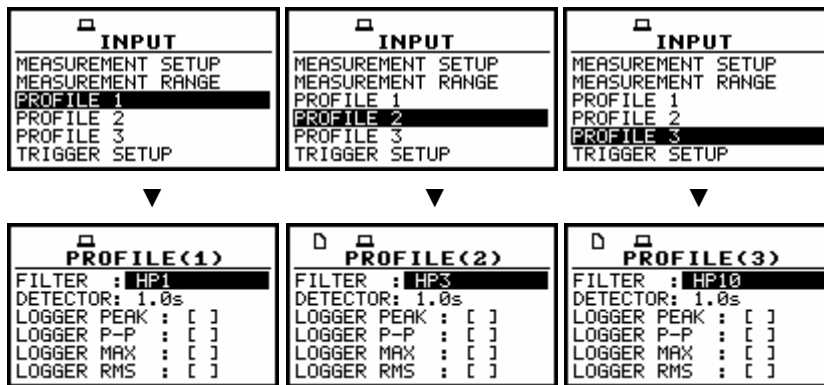 INPUT
MEASUREMENT SETUP
MEASUREMENT RANGE
PROFILE 1
PROFILE 2
PROFILE 3
TRIGGER SETUP
INPUT
MEASUREMENT SETUP
MEASUREMENT RANGE
PROFILE 1
PROFILE 2
PROFILE 3
TRIGGER SETUP
INPUT
MEASUREMENT SETUP
MEASUREMENT RANGE
PROFILE 1
PROFILE 2
PROFILE 3
TRIGGER SETUP
PROFILE(1)
FILTER : HP1
DETECTOR: 1.0s
LOGGER PEAK : [ ]
LOGGER P-P : [ ]
LOGGER MAX : [ ]
LOGGER RMS : [ ]
PROFILE(2)
FILTER : HP3
DETECTOR: 1.0s
LOGGER PEAK : [ ]
LOGGER P-P : [ ]
LOGGER MAX : [ ]
LOGGER RMS : [ ]
PROFILE(3)
FILTER : HP10
DETECTOR: 1.0s
LOGGER PEAK : [ ]
LOGGER P-P : [ ]
LOGGER MAX : [ ]
LOGGER RMS : [ ]